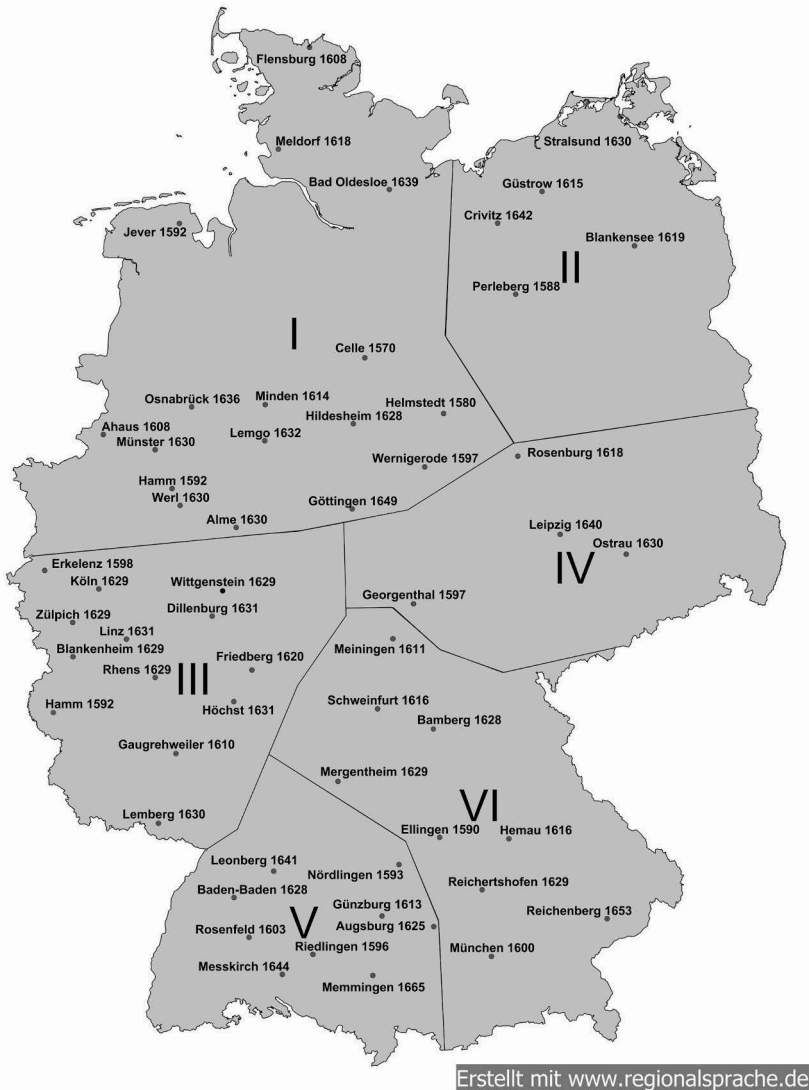 Flensburg 1608
Meldorf 1618
Stralsund 1630
Bad Oldesloe 1639
Güstrow 1615
Crivitz 1642
Jever 1592
Blankensee 1619
II
Perleberg 1588
I
Celle 1570
Osnabrück 1636
Minden 1614
Helmstedt 1580
Hildesheim 1628
Ahaus 1608
Münster 1630
Lemgo 1632
Wernigerode 1597
Rosenburg 1618
Hamm 1592
Werl 1630
Göttingen 1649
Alme 1630
Leipzig 1640
Ostrau 1630
IV
Erkelenz 1598
Köln 1629
Wittgenstein 1629
Georgenthal 1597
Zülpich 1629
Dillenburg 1631
Linz 1631
Blankenheim 1629
Meiningen 1611
Friedberg 1620
Rhens 1629
III
Hamm 1592
Höchst 1631
Schweinfurt 1616
Bamberg 1628
Gaugrehweiler 1610
Mergentheim 1629
VI
Lemberg 1630
Ellingen 1590
Hemau 1616
Leonberg 1641
Nördlingen 1593
Baden-Baden 1628
Reichertshofen 1629
Günzburg 1613
V
Augsburg 1625
Reichenberg 1653
Rosenfeld 1603
Riedlingen 1596
München 1600
Messkirch 1644
Memmingen 1665
Erstellt mit www.regionalsprache.de